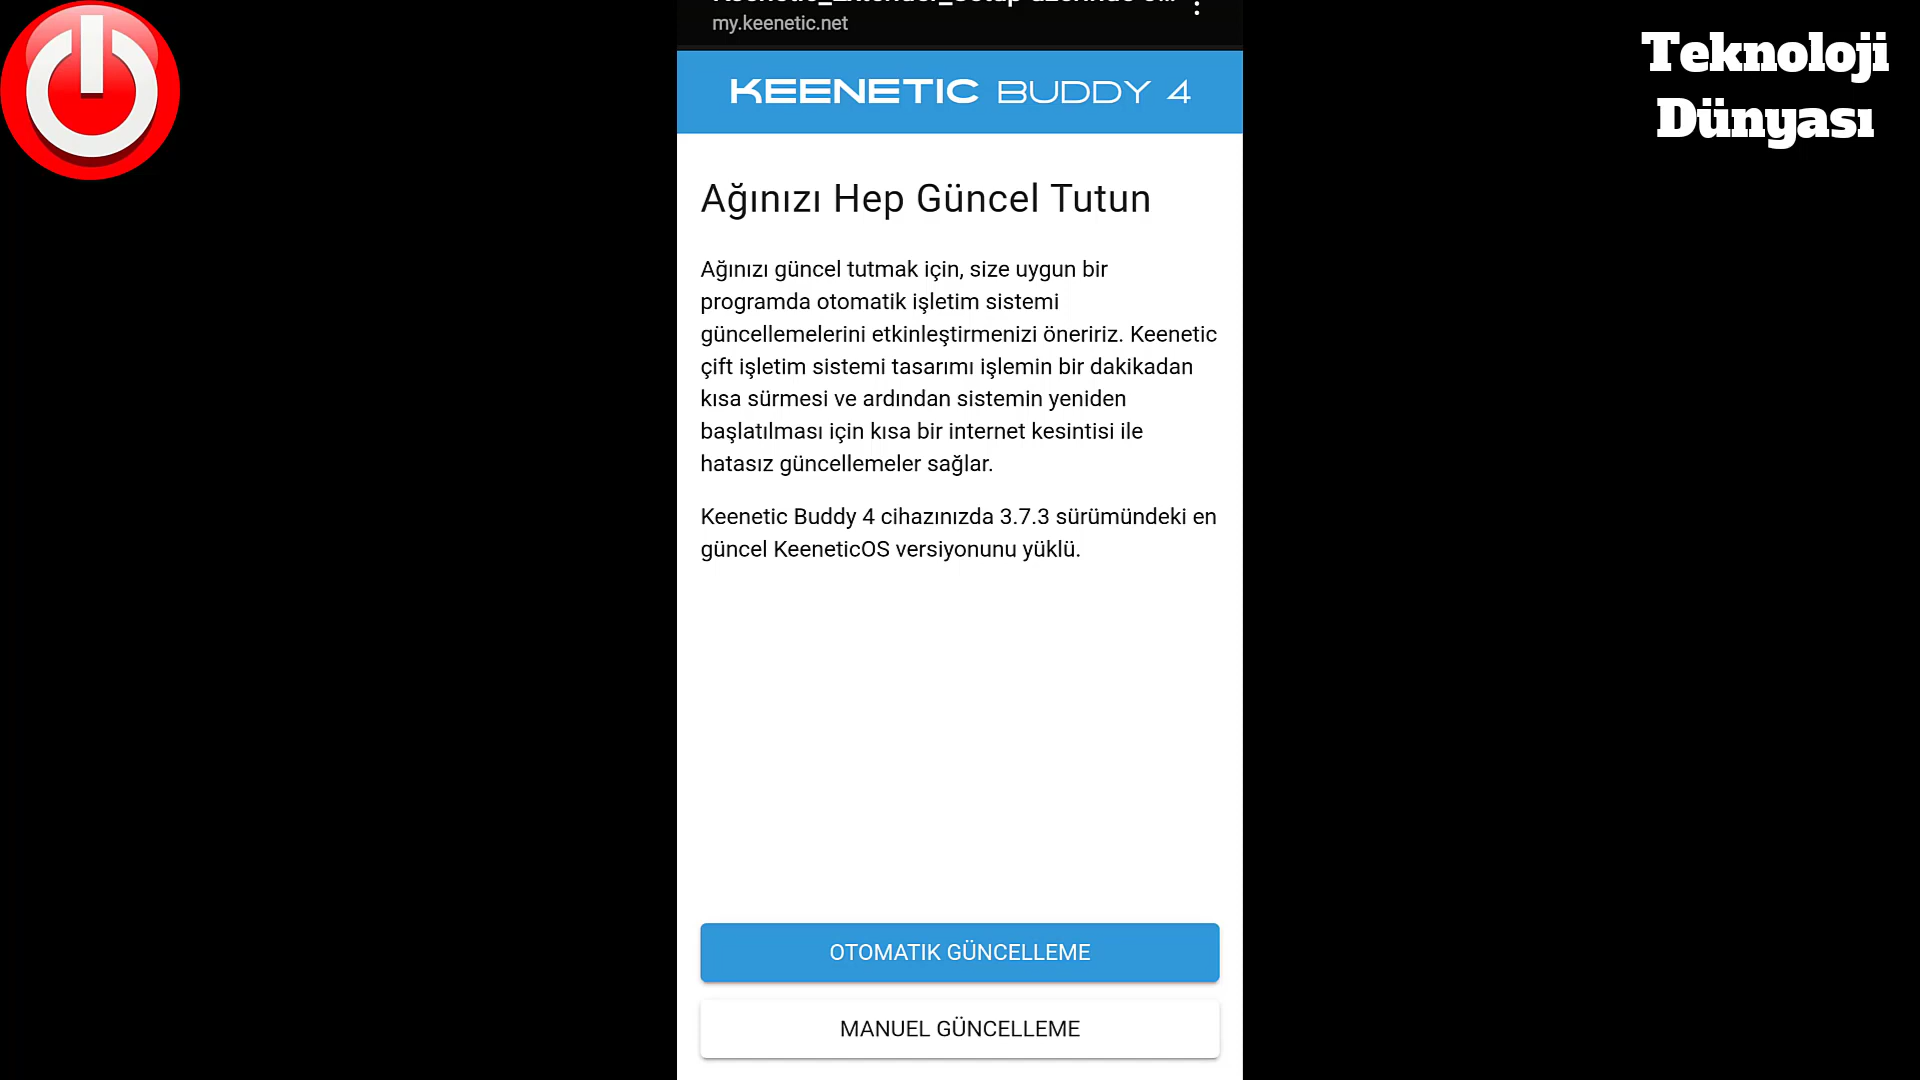 my.keenetic.net
KEENETIC BUDDY 4
Teknoloji
Dünyası
Ağınızı Hep Güncel Tutun
Ağınızı güncel tutmak için, size uygun bir
programda otomatik işletim sistemi
güncellemelerini etkinleştirmenizi öneririz. Keenetic
çift işletim sistemi tasarımı işlemin bir dakikadan
kısa sürmesi ve ardından sistemin yeniden
başlatılması için kısa bir internet kesintisi ile
hatasız güncellemeler sağlar.
Keenetic Buddy 4 cihazınızda 3.7.3 sürümündeki en
güncel KeeneticOS versiyonunu yüklü.
OTOMATIK GÜNCELLEME
MANUEL GÜNCELLEME